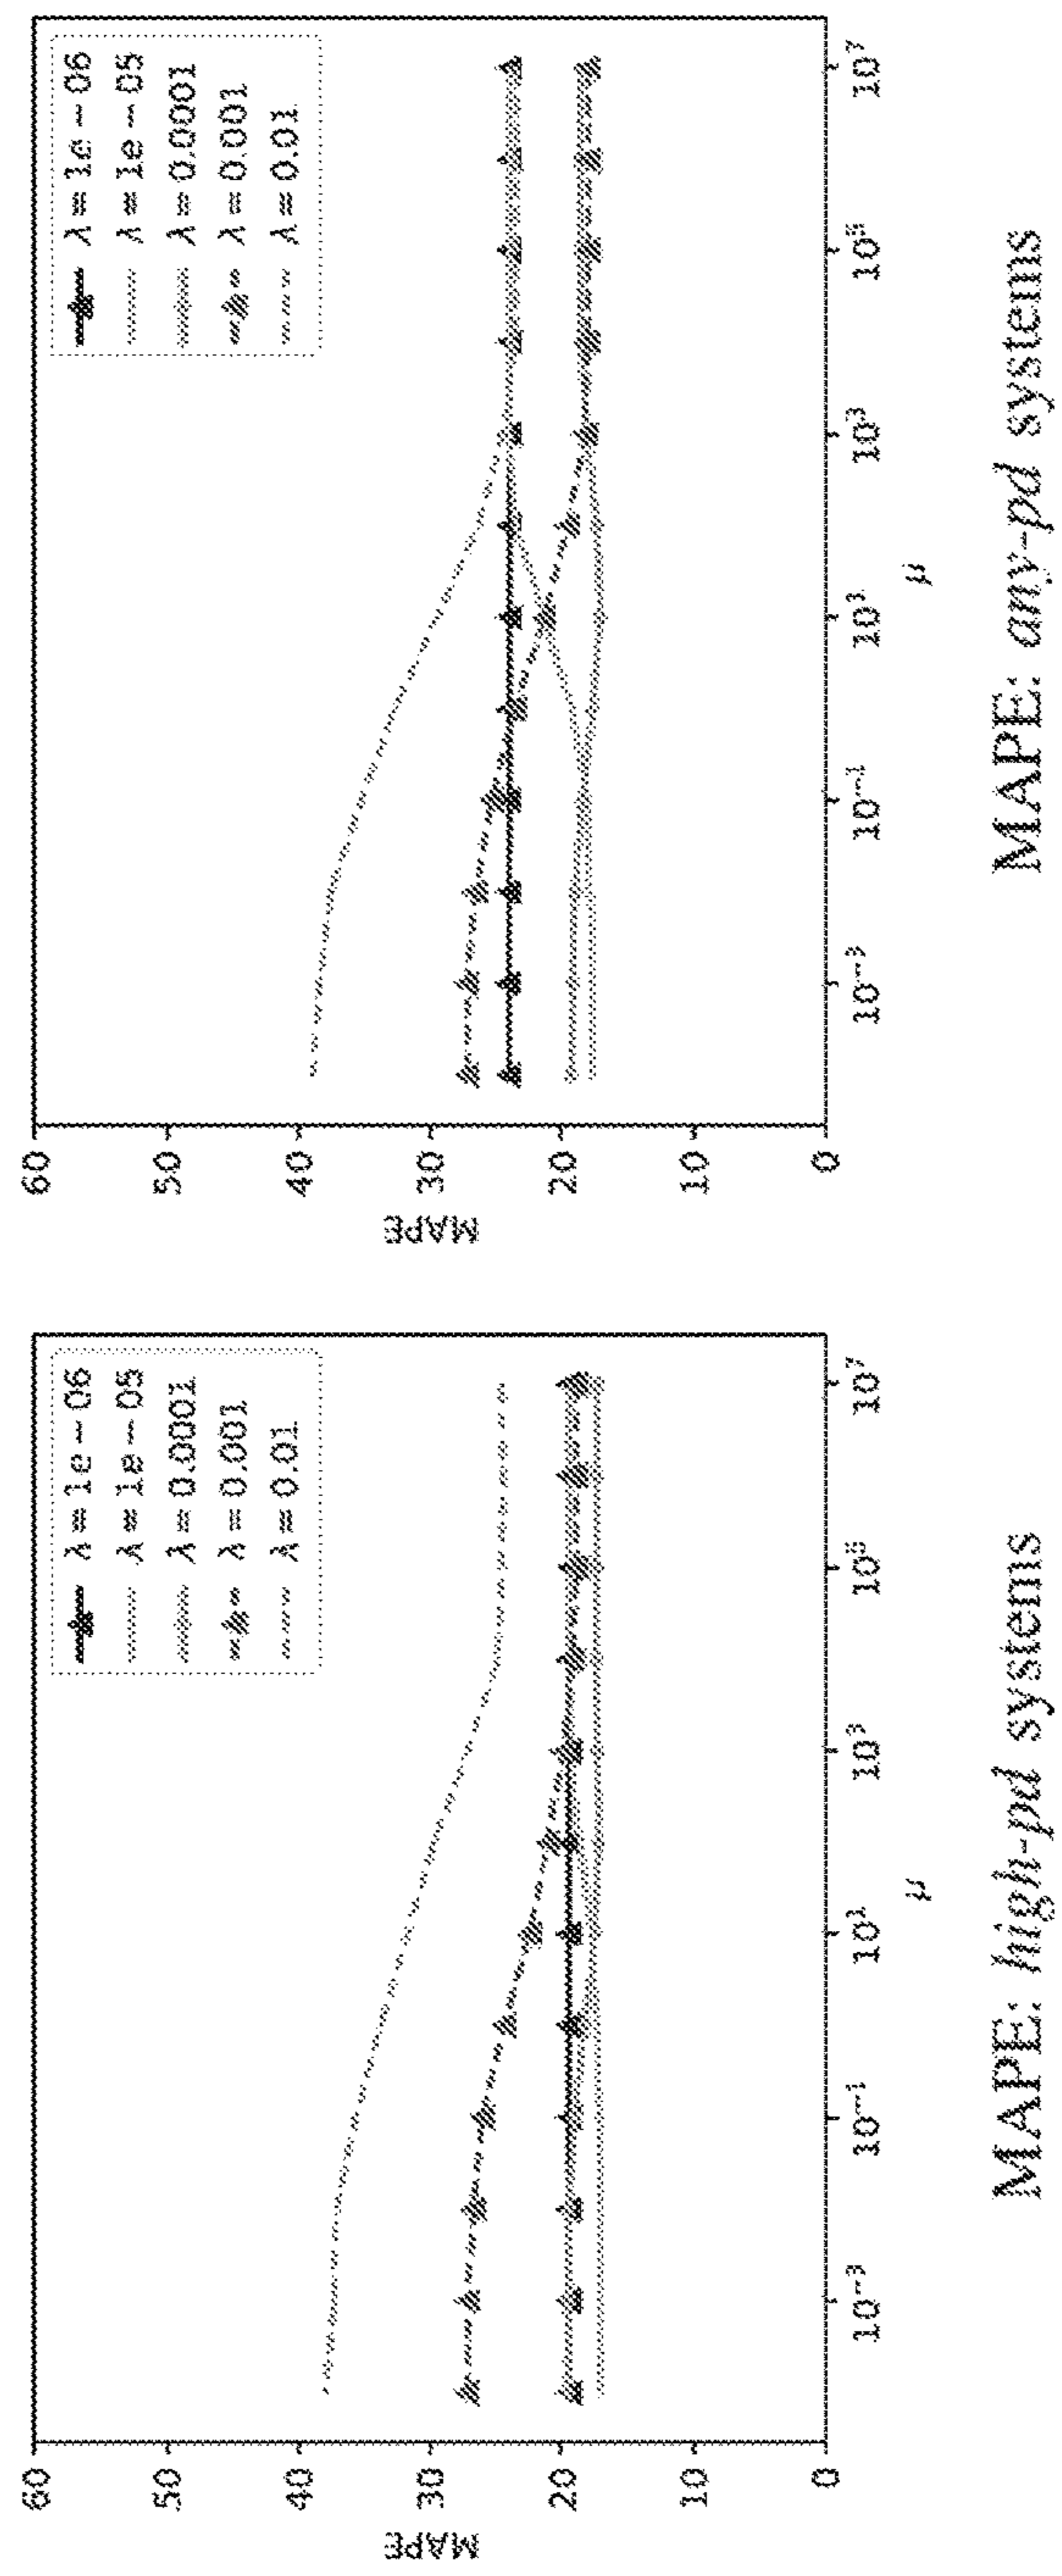 MAPE
60
50
40
30
20
10
0
λ = 1e−06
λ = 1e−05
λ = 0.0001
λ = 0.001
λ = 0.01
10⁻³
10⁻¹
10¹
10³
10⁵
10⁷
μ
MAPE: high-pd systems
MAPE
60
50
40
30
20
10
0
λ = 1e−06
λ = 1e−05
λ = 0.0001
λ = 0.001
λ = 0.01
10⁻³
10⁻¹
10¹
10³
10⁵
10⁷
μ
MAPE: any-pd systems